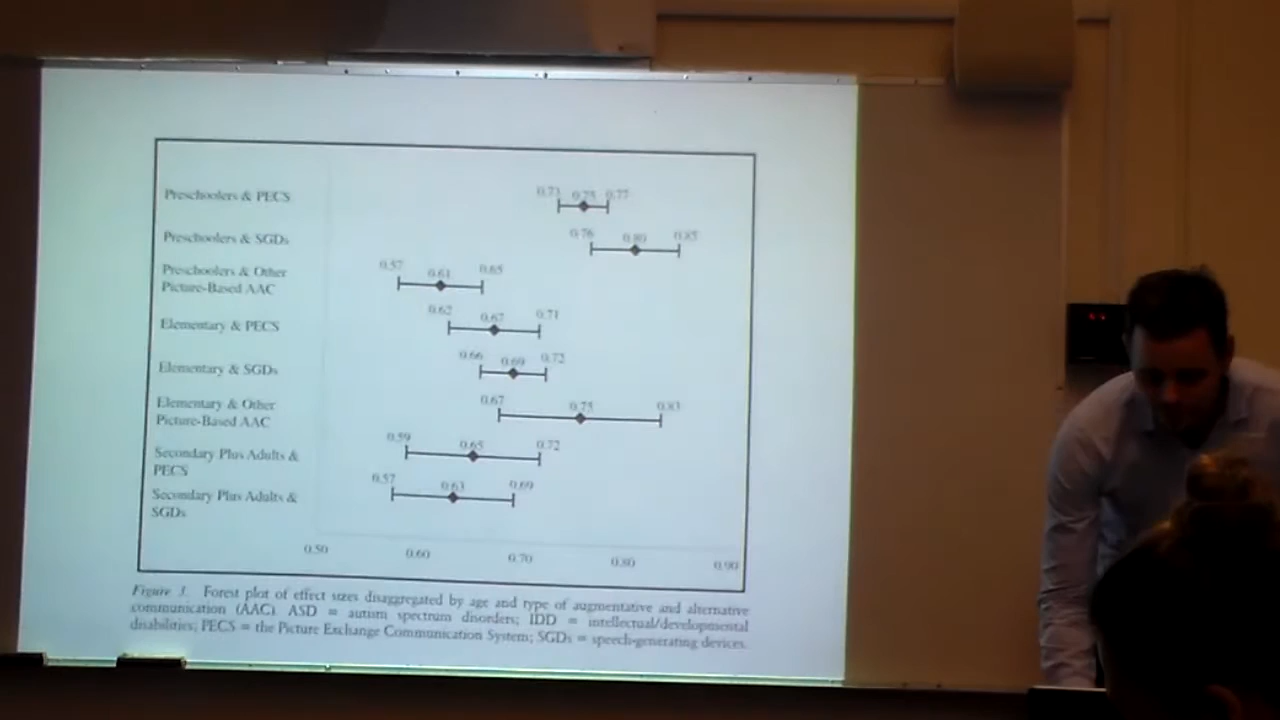 0.73 0.75 0.77
Preschoolers & PECS
0.76 0.80 0.85
Preschoolers & SGDs
0.57 0.61 0.65
Preschoolers & Other
Picture-Based AAC
0.62 0.67 0.71
Elementary & PECS
0.66 0.69 0.72
Elementary & SGDs
0.67 0.75 0.83
Elementary & Other
Picture-Based AAC
0.59 0.65 0.72
Secondary Plus Adults &
PECS
0.57 0.63 0.69
Secondary Plus Adults &
SGDs
0.50 0.60 0.70 0.80 0.90
Figure 3. Forest plot of effect sizes disaggregated by age and type of augmentative and alternative
communication (AAC). ASD = autism spectrum disorders; IDD = intellectual/developmental
disabilities; PECS = the Picture Exchange Communication System; SGDs = speech-generating devices.